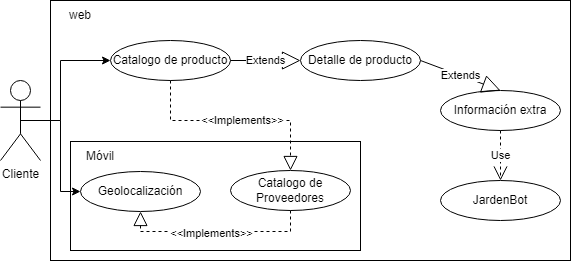 web
Catalogo de producto
Extends
Detalle de producto
Extends
Información extra
<<Implements>>
Cliente
Móvil
Use
Geolocalización
Catalogo de
Proveedores
JardenBot
<<Implements>>